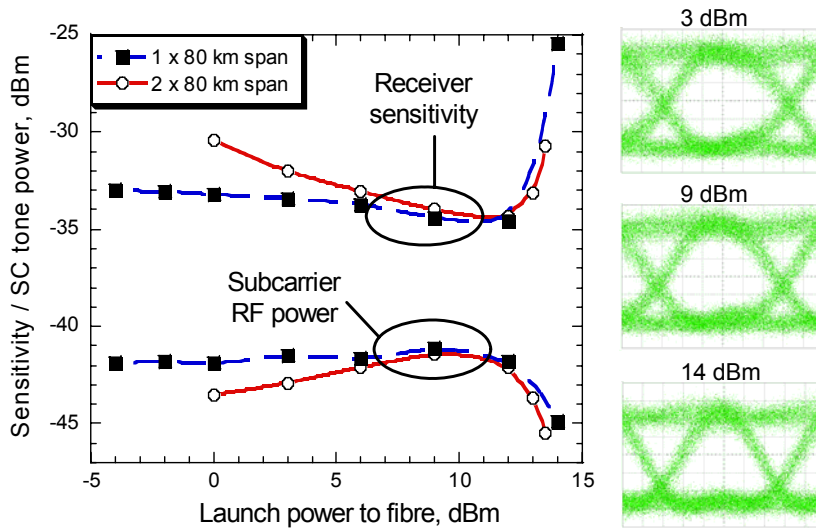 -25
-30
-35
-40
-45
Sensitivity / SC tone power, dBm
1 x 80 km span
2 x 80 km span
Receiver
sensitivity
Subcarrier
RF power
-5
0
5
10
15
Launch power to fibre, dBm
3 dBm
9 dBm
14 dBm